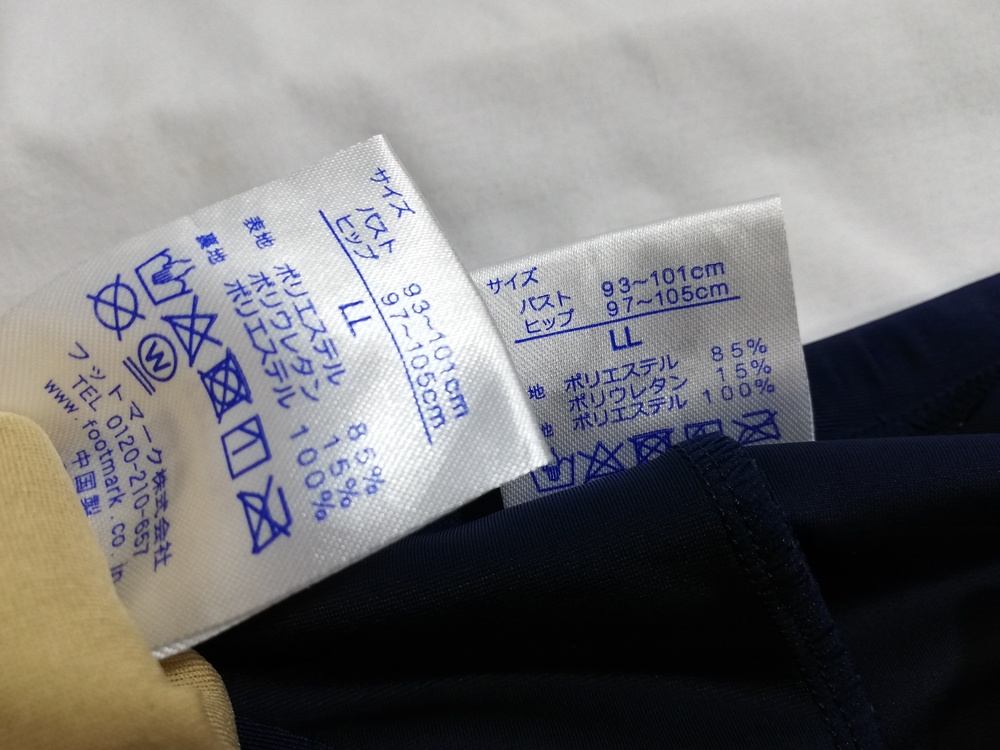 サイズ
バスト 93~101cm
ヒップ 97~105cm
LL
表地 ポリエステル 85%
ポリウレタン 15%
裏地 ポリエステル 100%
W
フットマーク株式会社
TEL 0120-210-657
www.footmark.co.j
中国製
サイズ
バスト 93~101cm
ヒップ 97~105cm
LL
地 ポリエステル 85%
ポリウレタン 15%
地 ポリエステル 100%